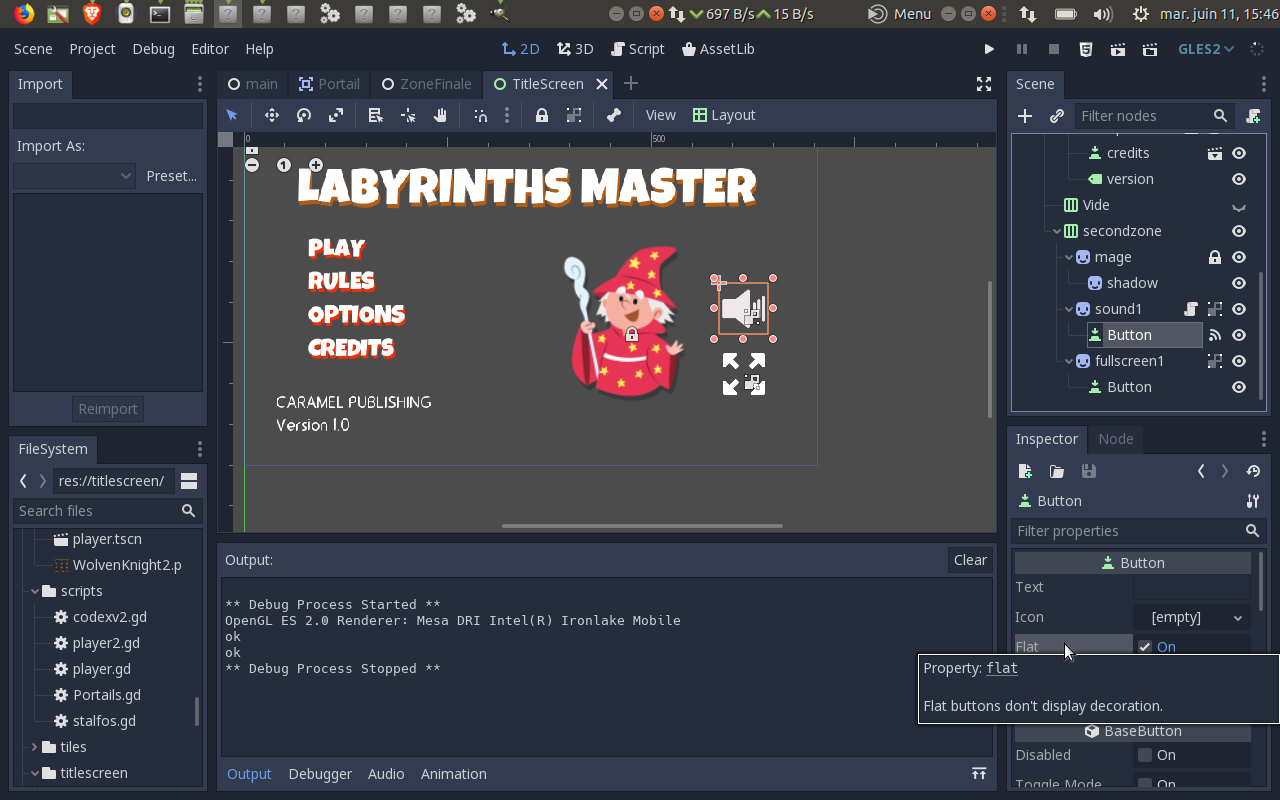 697 B/s 15 B/s
Menu
mar. juin 11, 15:46
Scene Project Debug Editor Help
2D 3D Script AssetLib
GLES2
Import
main Portail ZoneFinale TitleScreen
View Layout
0 500
Import As:
Preset...
Reimport
LABYRINTHS MASTER
PLAY
RULES
OPTIONS
CREDITS
CARAMEL PUBLISHING
Version 1.0
Scene
Filter nodes
credits
version
Vide
secondzone
mage
shadow
sound1
Button
fullscreen1
Button
FileSystem
res://titlescreen/
Search files
player.tscn
WolvenKnight2.p
scripts
codexv2.gd
player2.gd
player.gd
Portails.gd
stalfos.gd
tiles
titlescreen
Output:
Clear
** Debug Process Started **
OpenGL ES 2.0 Renderer: Mesa DRI Intel(R) Ironlake Mobile
ok
ok
** Debug Process Stopped **
Output Debugger Audio Animation
Inspector Node
Button
Filter properties
Button
Text
Icon [empty]
Flat On
Property: flat
Flat buttons don't display decoration.
BaseButton
Disabled On
Toggle Mode On